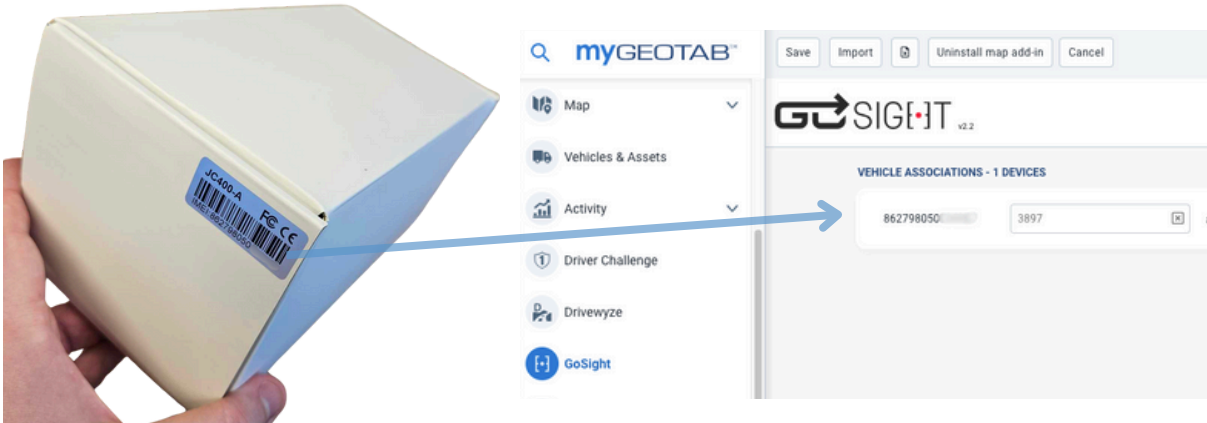 JC400-A
FC CE
IMEI:862798050
myGEOTAB
Map
Vehicles & Assets
Activity
Driver Challenge
Drivewyze
GoSight
Save
Import
Uninstall map add-in
Cancel
GO SIGHT v2.2
VEHICLE ASSOCIATIONS - 1 DEVICES
862798050
3897